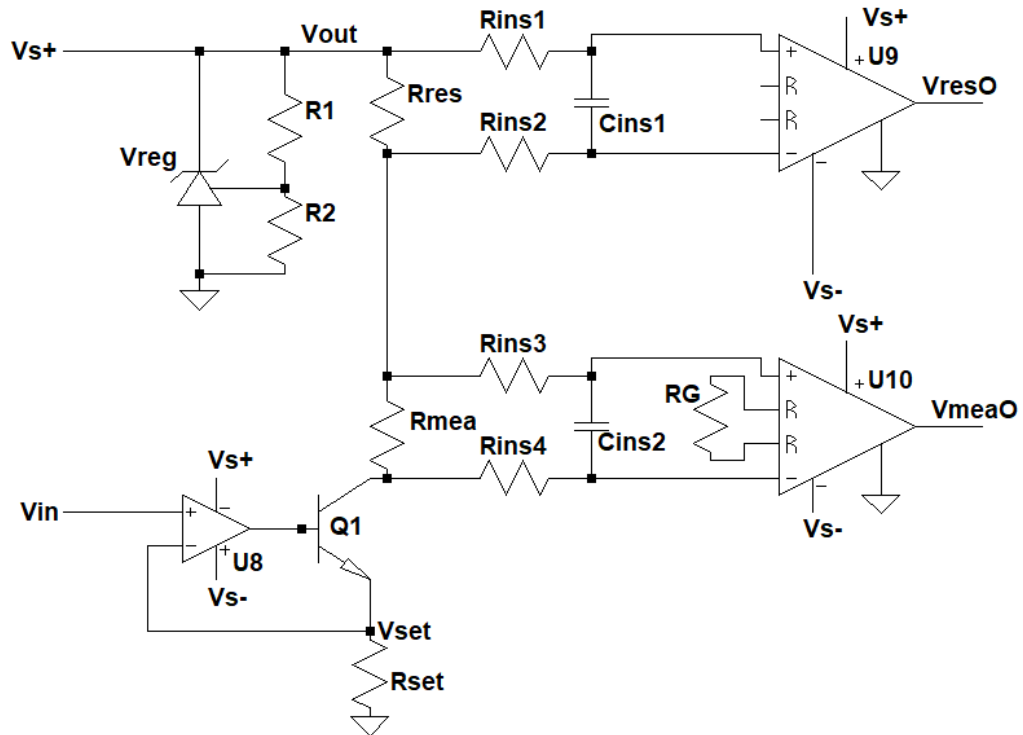 Vs+
Vout
Rins1
Vs+
+
+
U9
R
R
VresO
Rres
R1
Vreg
R2
Rins2
Cins1
-
-
Vs-
Rins3
Vs+
+
+
U10
RG
R
R
VmeaO
Rmea
Cins2
Rins4
-
-
Vs-
Vs+
Vin
+
-
-
+
U8
Q1
Vs-
Vset
Rset